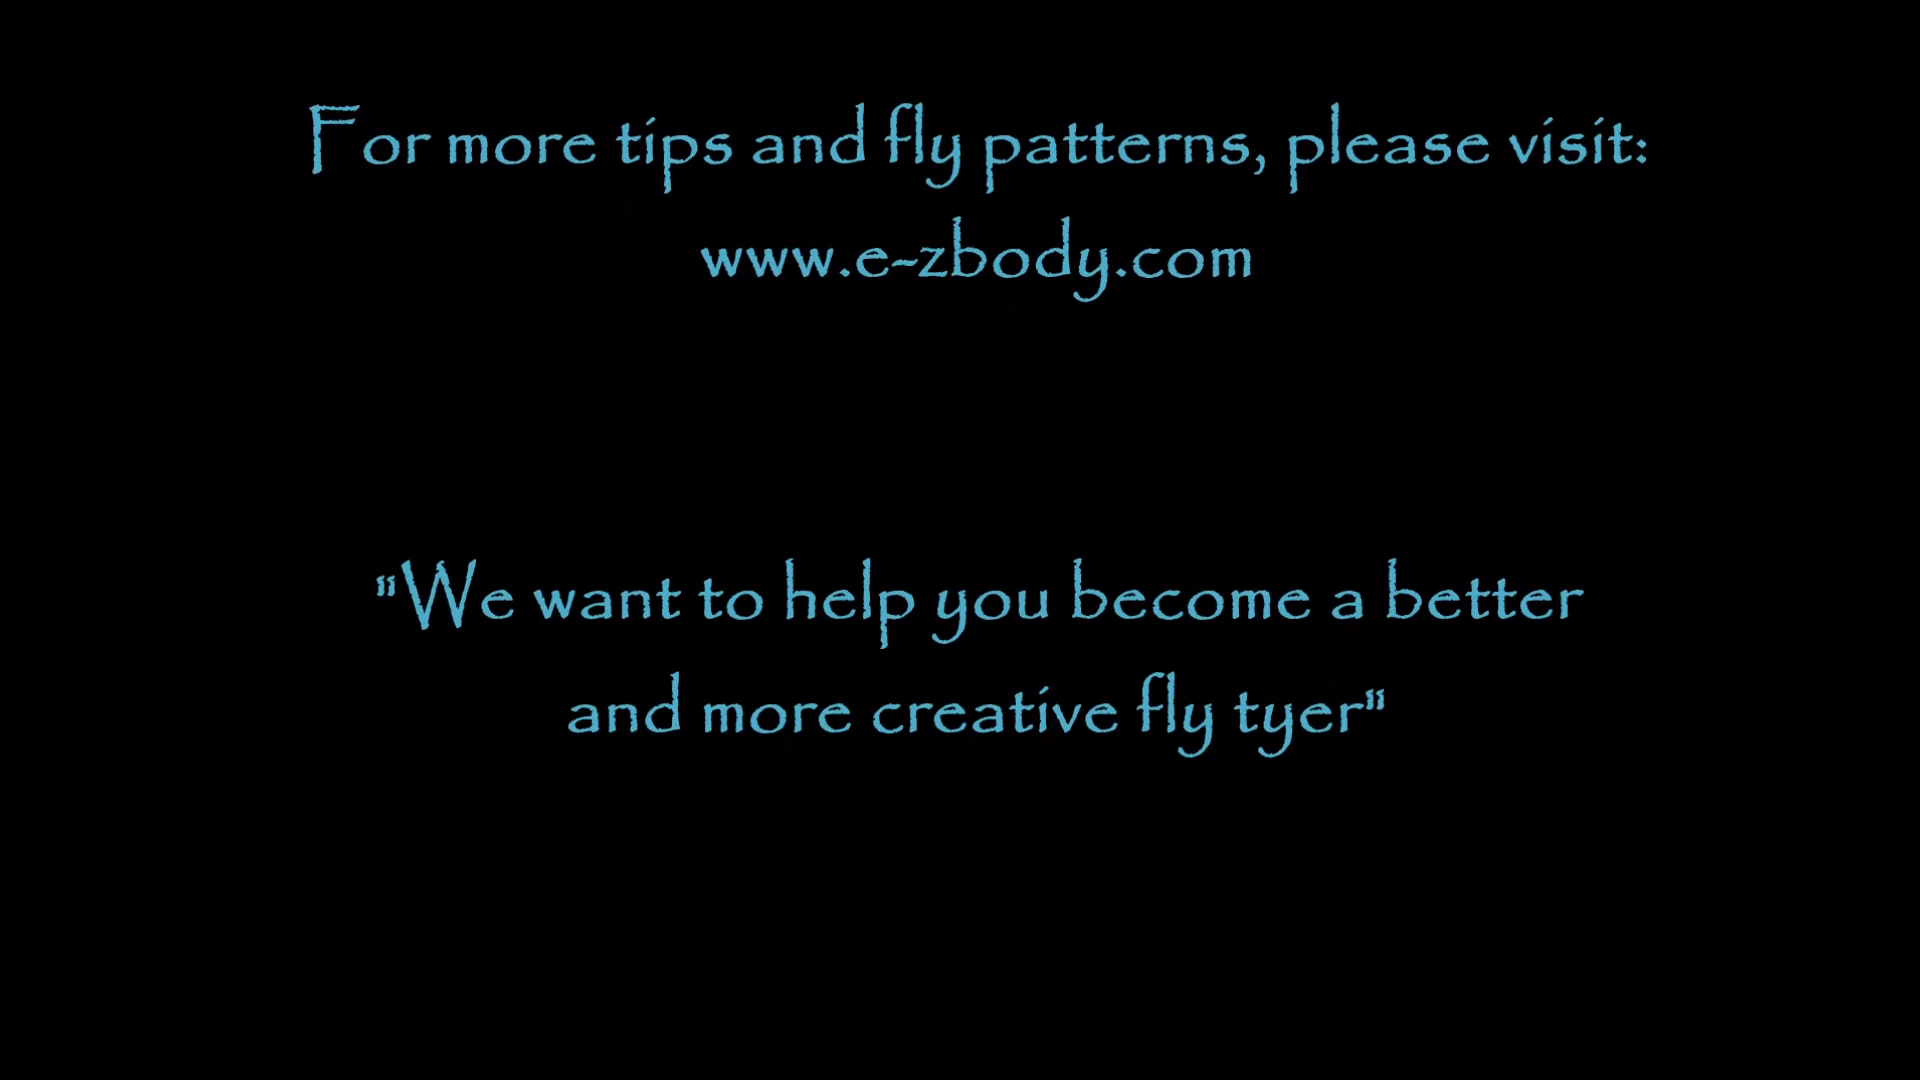 For more tips and fly patterns, please visit:
www.e-zbody.com
"We want to help you become a better
and more creative fly tyer"